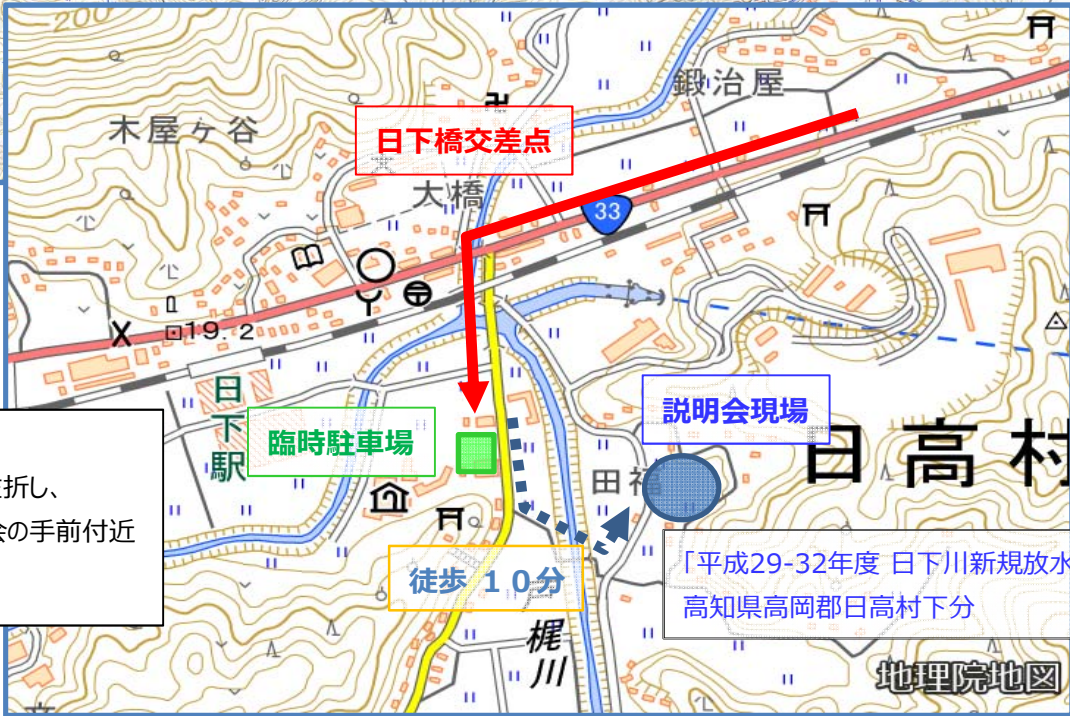 200
鍛治屋
木屋ヶ谷
日下橋交差点
大橋
33
19.2
日下駅
臨時駐車場
説明会現場
日高村
折し、
会の手前付近
田福
徒歮 10分
「平成29-32年度 日下川新規放水
高知県高岡郡日高村下分
梶川
地理院地図